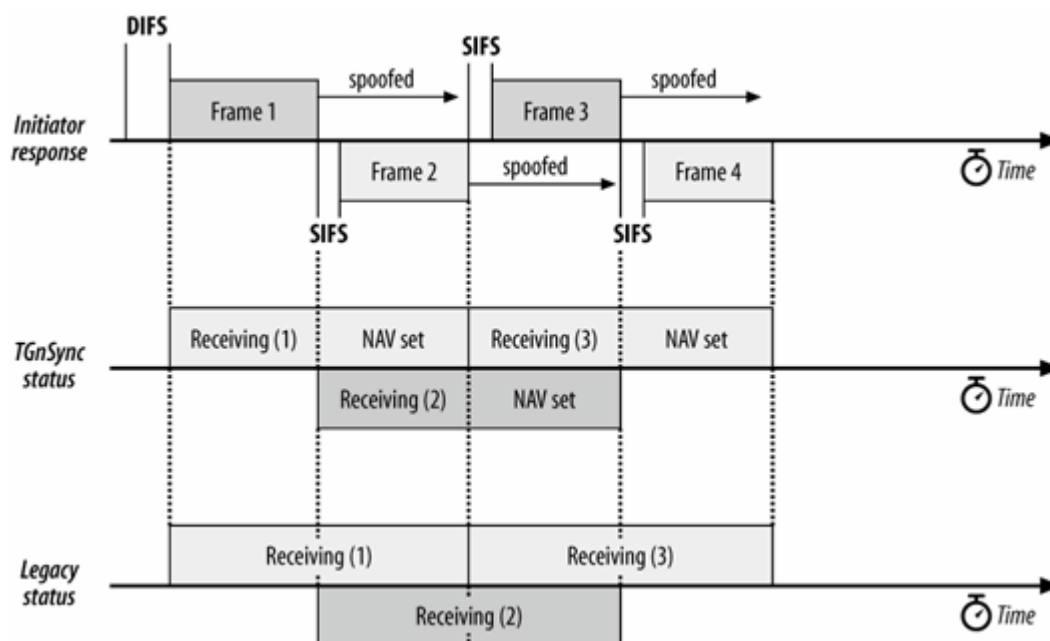 DIFS
SIFS
spoofed
spoofed
Frame 1
Frame 3
Initiator
response
Time
Frame 2
spoofed
Frame 4
SIFS
SIFS
Receiving (1)
NAV set
Receiving (3)
NAV set
TGnSync
status
Time
Receiving (2)
NAV set
Receiving (1)
Receiving (3)
Legacy
status
Time
Receiving (2)